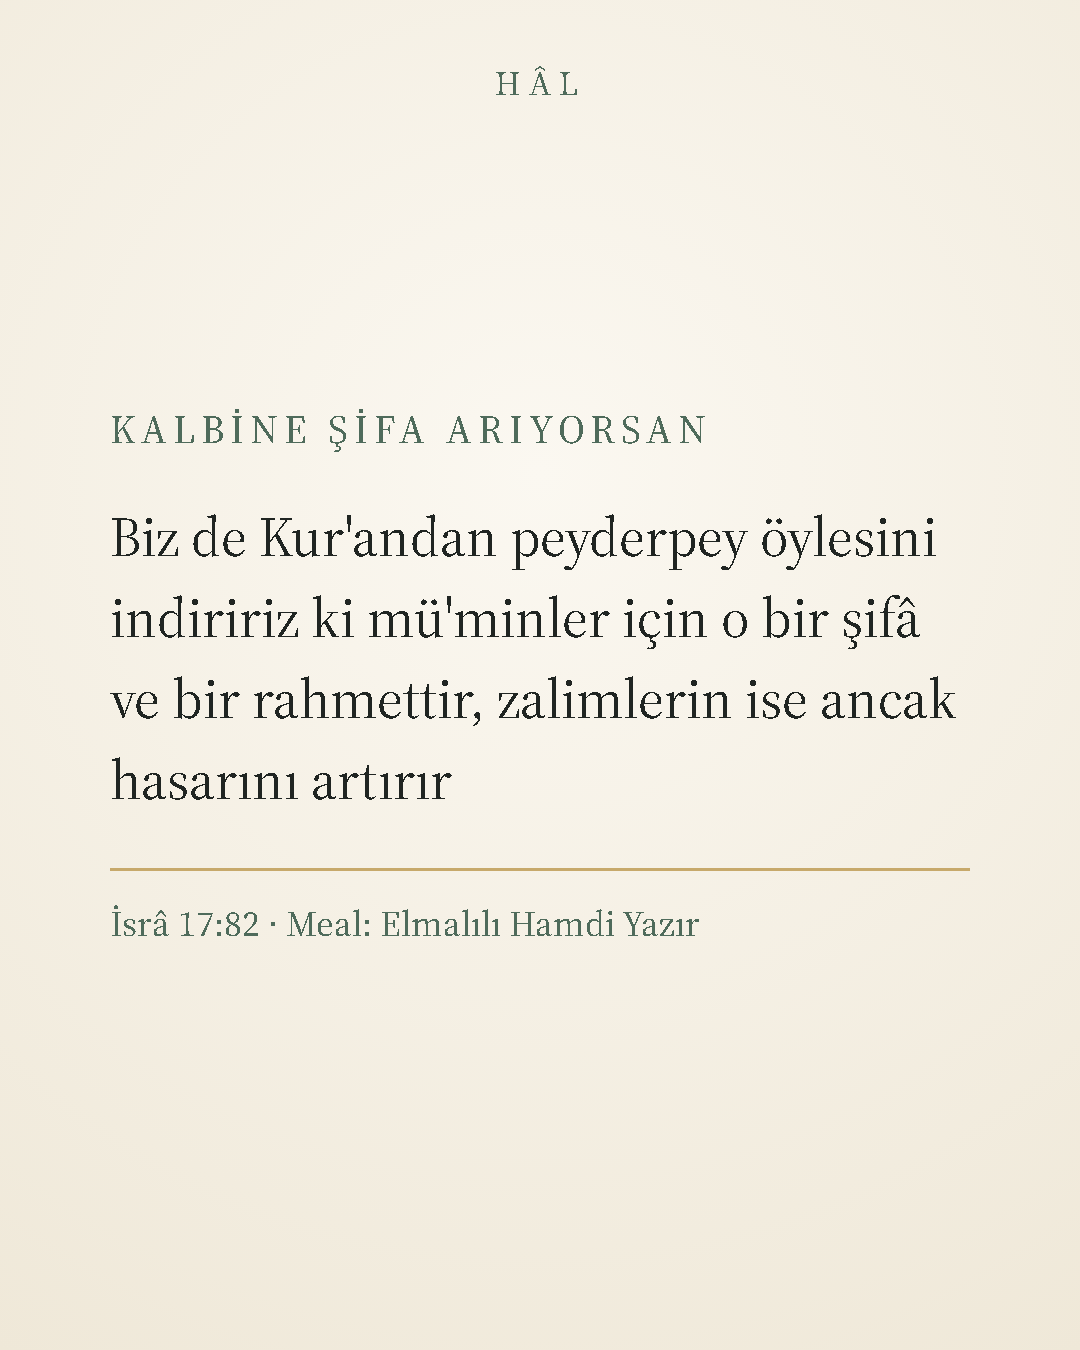 HÂL
KALBİNE ŞİFA ARIYORSAN
Biz de Kur'andan peyderpey öylesini
indiririz ki mü'minler için o bir şifâ
ve bir rahmettir, zalimlerin ise ancak
hasarını artırır
İsrâ 17:82 · Meal: Elmalılı Hamdi Yazır